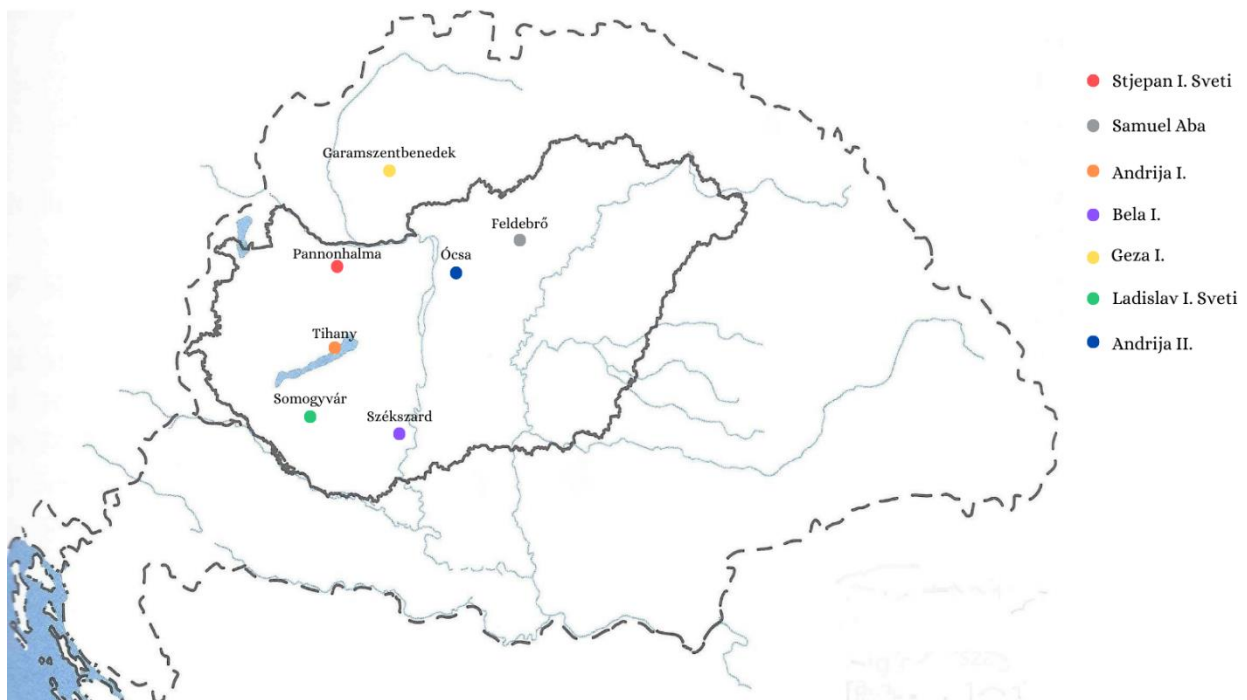 Garamszentbenedek
Feldebrő
Pannonhalma
Ócsa
Tihany
Somogyvár
Székszard
Stjepan I. Sveti
Samuel Aba
Andrija I.
Bela I.
Geza I.
Ladislav I. Sveti
Andrija II.